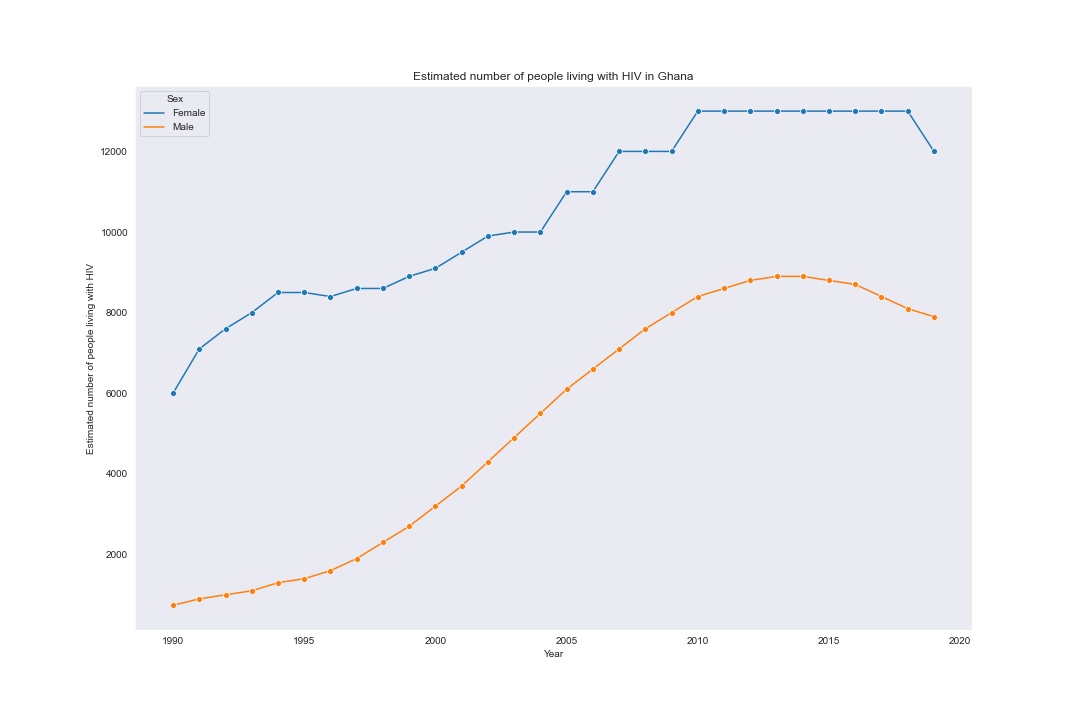 Estimated number of people living with HIV in Ghana
Sex
Female
Male
Estimated number of people living with HIV
12000
10000
8000
6000
4000
2000
1990 1995 2000 2005 2010 2015 2020
Year